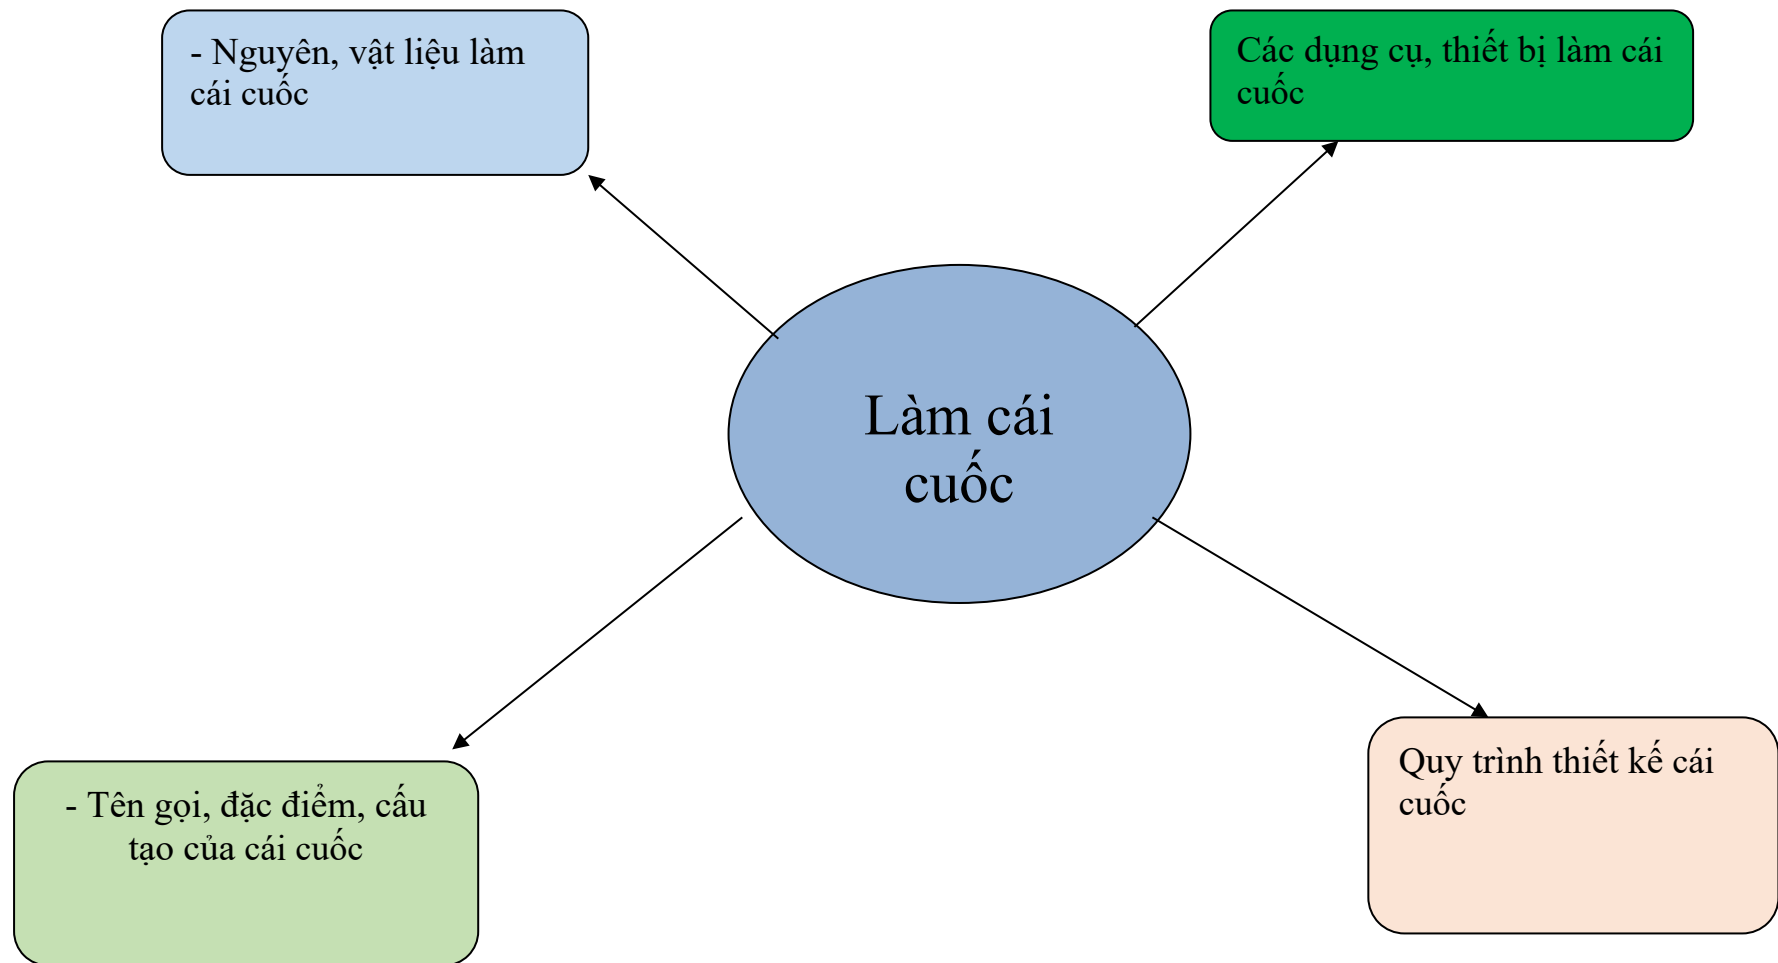 - Nguyên, vật liệu làm
cái cuốc
Các dụng cụ, thiết bị làm cái
cuốc
Làm cái
cuốc
- Tên gọi, đặc điểm, cấu
tạo của cái cuốc
Quy trình thiết kế cái
cuốc